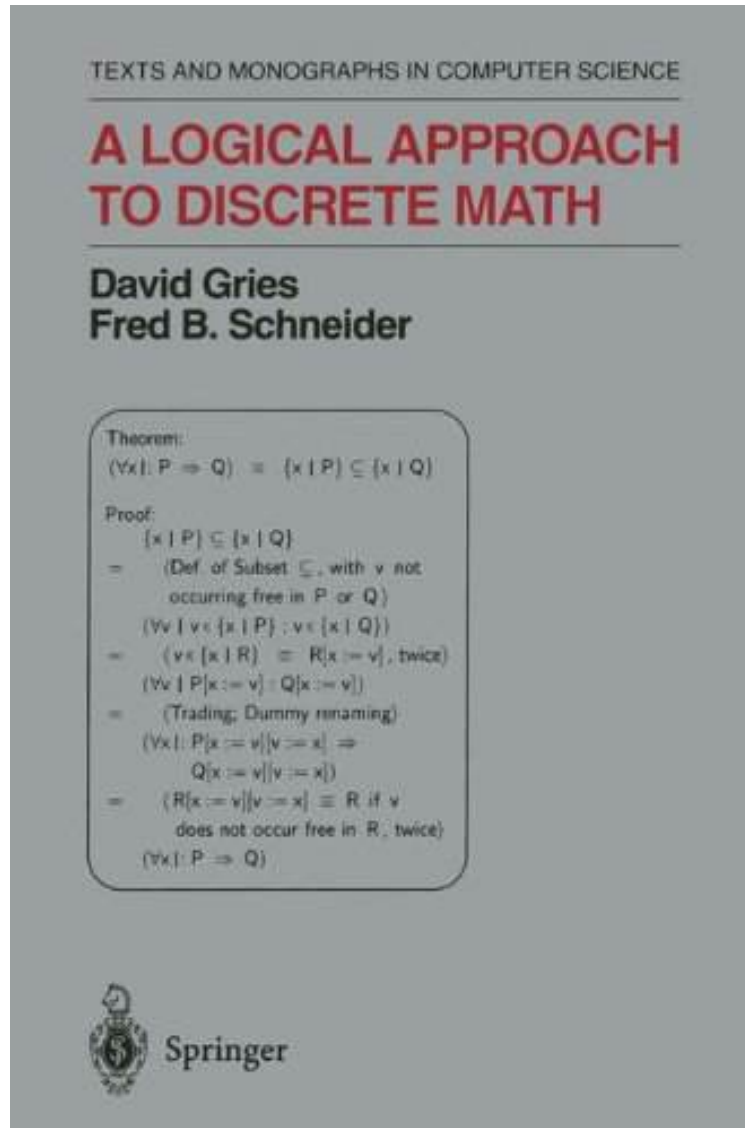 TEXTS AND MONOGRAPHS IN COMPUTER SCIENCE
A LOGICAL APPROACH
TO DISCRETE MATH
David Gries
Fred B. Schneider
Theorem:
(∀x |: P ⇒ Q) ≡ {x | P} ⊆ {x | Q}
Proof:
{x | P} ⊆ {x | Q}
= ⟨Def. of Subset ⊆, with v not
occurring free in P or Q⟩
(∀v | v ∈ {x | P} : v ∈ {x | Q})
= ⟨v ∈ {x | R} ≡ R[x := v], twice⟩
(∀v | P[x := v] : Q[x := v])
= ⟨Trading; Dummy renaming⟩
(∀x |: P[x := v][v := x] ⇒
Q[x := v][v := x])
= ⟨R[x := v][v := x] ≡ R if v
does not occur free in R, twice⟩
(∀x |: P ⇒ Q)
Springer